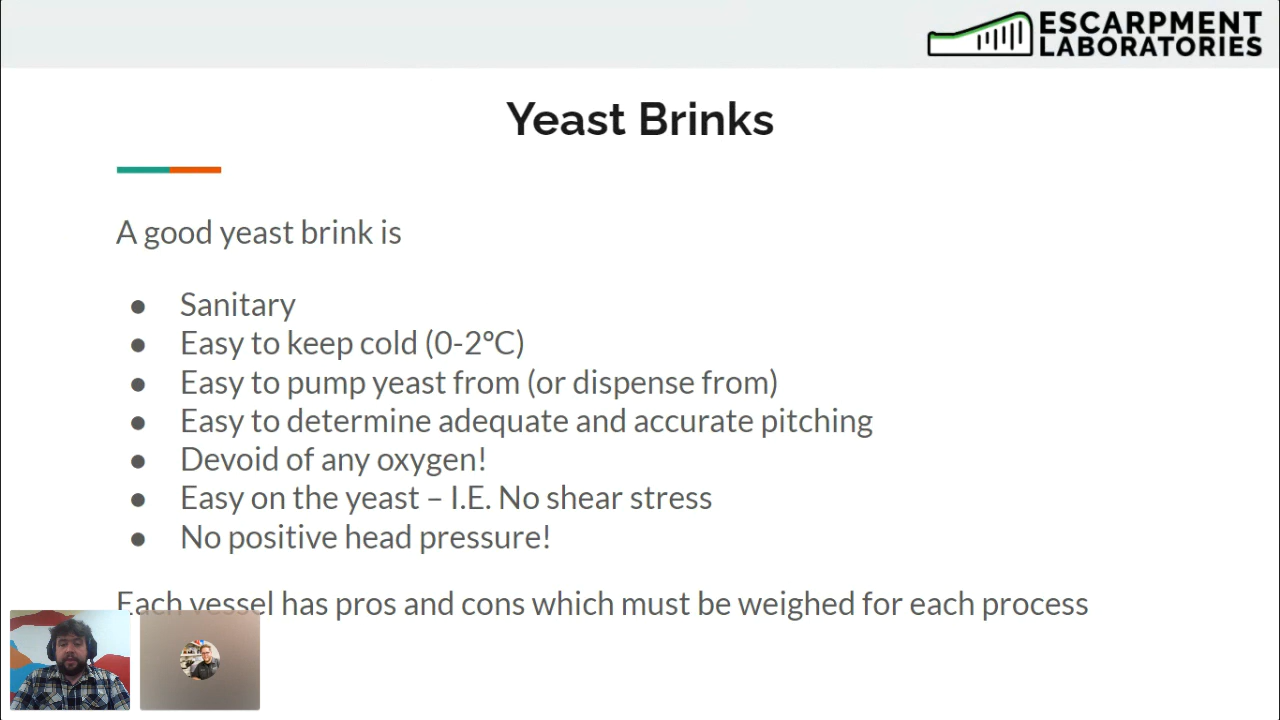 ESCARPMENT
LABORATORIES
Yeast Brinks
A good yeast brink is
● Sanitary
● Easy to keep cold (0-2°C)
● Easy to pump yeast from (or dispense from)
● Easy to determine adequate and accurate pitching
● Devoid of any oxygen!
● Easy on the yeast – I.E. No shear stress
● No positive head pressure!
Each vessel has pros and cons which must be weighed for each process